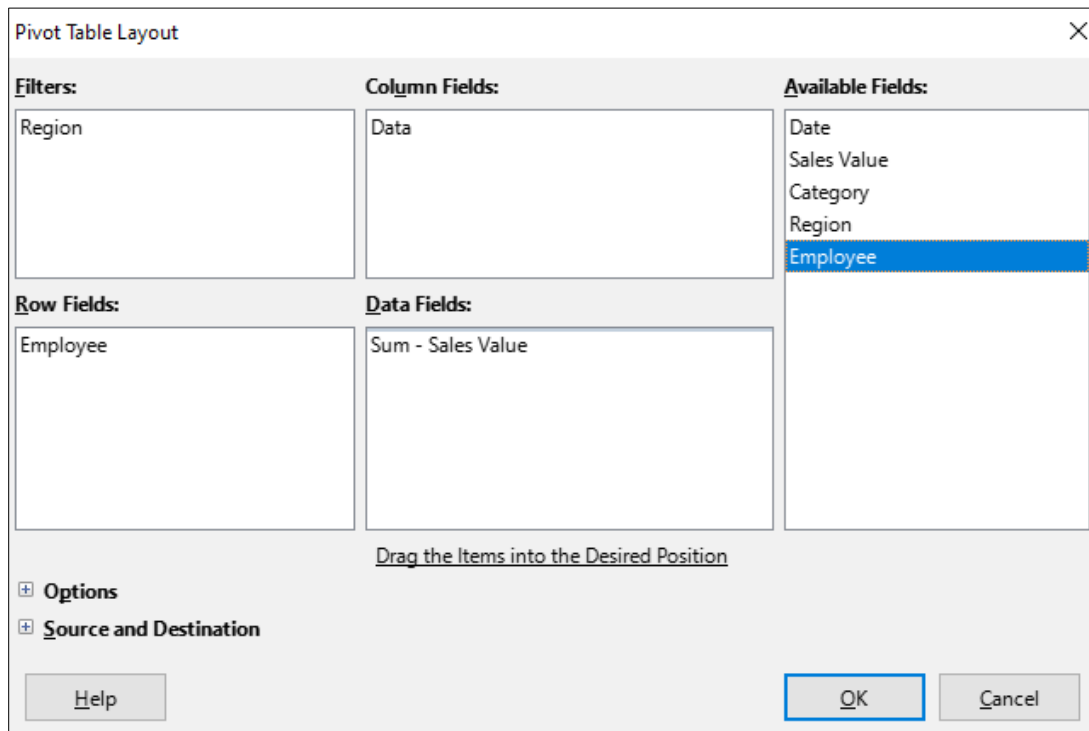 Pivot Table Layout
Filters:
Region
Column Fields:
Data
Available Fields:
Date
Sales Value
Category
Region
Employee
Row Fields:
Employee
Data Fields:
Sum - Sales Value
Drag the Items into the Desired Position
Options
Source and Destination
Help
OK
Cancel